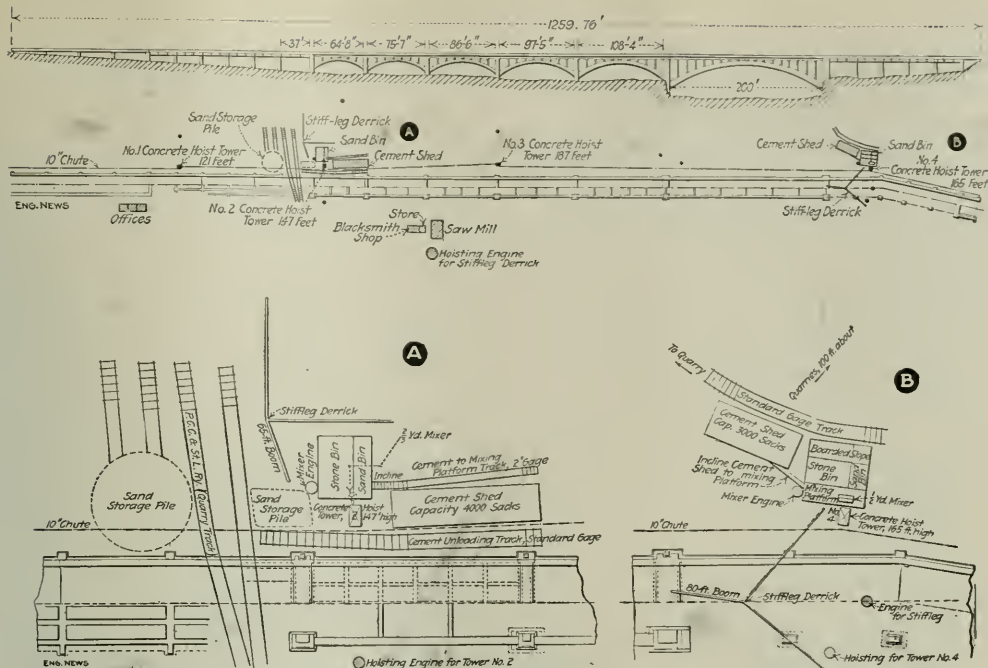 1259.76'
37' 64'-8" 75'-7" 86'-6" 97'-5" 108'-4"
200'
Sand Storage
Pile
Stiff-leg Derrick
A
Sand Bin
Cement Shed
No.1 Concrete Hoist Tower
121 Feet
10" Chute
No.3 Concrete Hoist
Tower 187 Feet
Cement Shed
Sand Bin
B
No.4
Concrete Hoist Tower
165 Feet
ENG. NEWS
Offices
No. 2 Concrete Hoist
Tower 147 Feet
Store
Blacksmith
Shop
Saw Mill
Stiffleg Derrick
Hoisting Engine
for Stiffleg Derrick
A
Stiffleg Derrick
65-ft. Boom
Yd. Mixer
Mixer
Engine
Stone Bin
Sand Bin
Cement to Mixing
Platform Track, 2' Gage
Incline
Sand
Storage Pile
P.C.C. & St.L. Ry. Quarry Track
Sand
Storage
Pile
Concrete
Tower,
2
Hoist
147' high
Cement Shed
Capacity 4000 Sacks
10" Chute
Cement Unloading Track, Standard Gage
ENG. NEWS
Hoisting Engine for Tower No. 2
B
To Quarry
Quarries, 100 ft. about
Standard Gage Track
Cement Shed
Cap. 3000 Sacks
Boarded Slope
Stone
Bin
Sand
Bin
Incline Cement
Shed to mixing
Platform
Mixing
Platform
Mixer Engine
Yd. Mixer
No.
4
Concrete Hoist
Tower, 165 ft. high
10" Chute
80-ft. Boom
Stiffleg Derrick
Engine
for Stiffleg
Hoisting for Tower No. 4